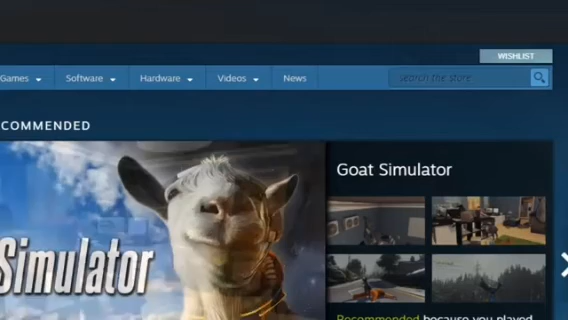 WISHLIST
Games Software Hardware Videos News search the store
COMMENDED
Goat Simulator
Simulator
Recommended because you played